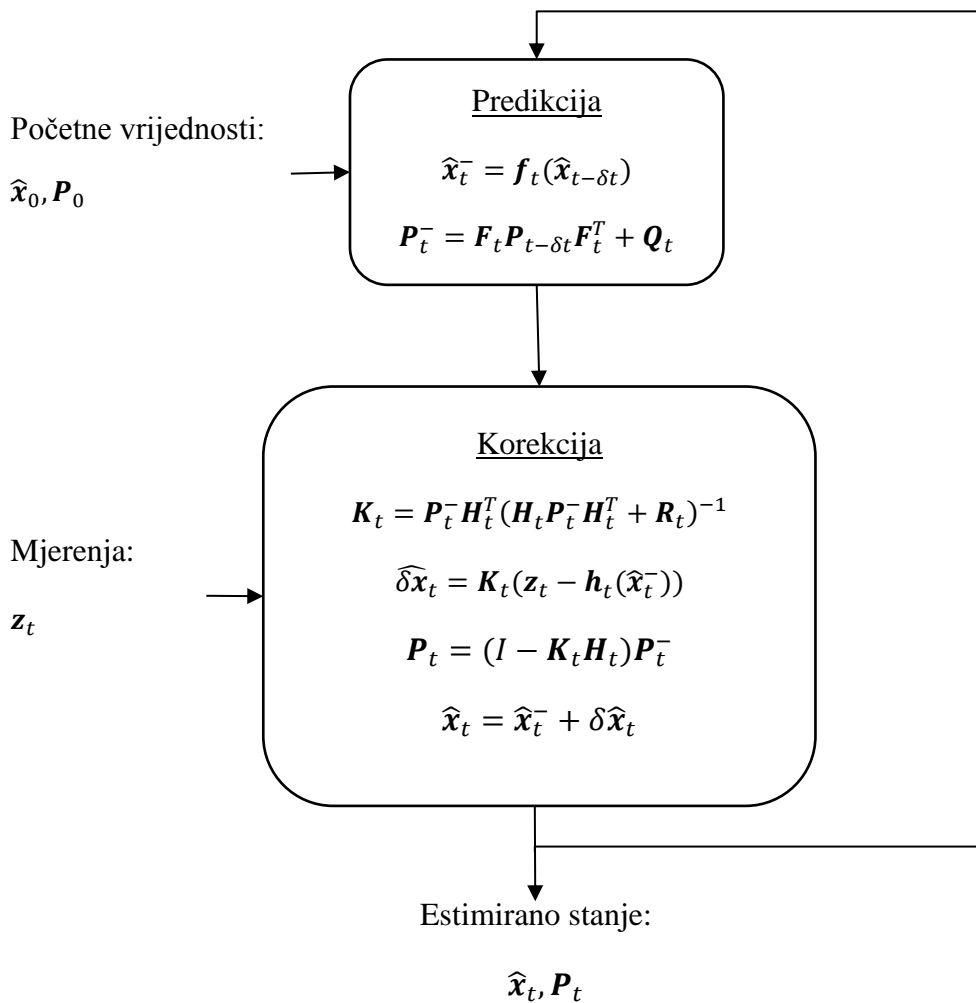 Predikcija
Početne vrijednosti:
x̂₀, P₀
x̂ₜ⁻ = fₜ(x̂ₜ₋δₜ)
Pₜ⁻ = FₜPₜ₋δₜFₜᵀ + Qₜ
Korekcija
Kₜ = Pₜ⁻Hₜᵀ(HₜPₜ⁻Hₜᵀ + Rₜ)⁻¹
Mjerenja:
zₜ
δx̂ₜ = Kₜ(zₜ − hₜ(x̂ₜ⁻))
Pₜ = (I − KₜHₜ)Pₜ⁻
x̂ₜ = x̂ₜ⁻ + δx̂ₜ
Estimirano stanje:
x̂ₜ, Pₜ